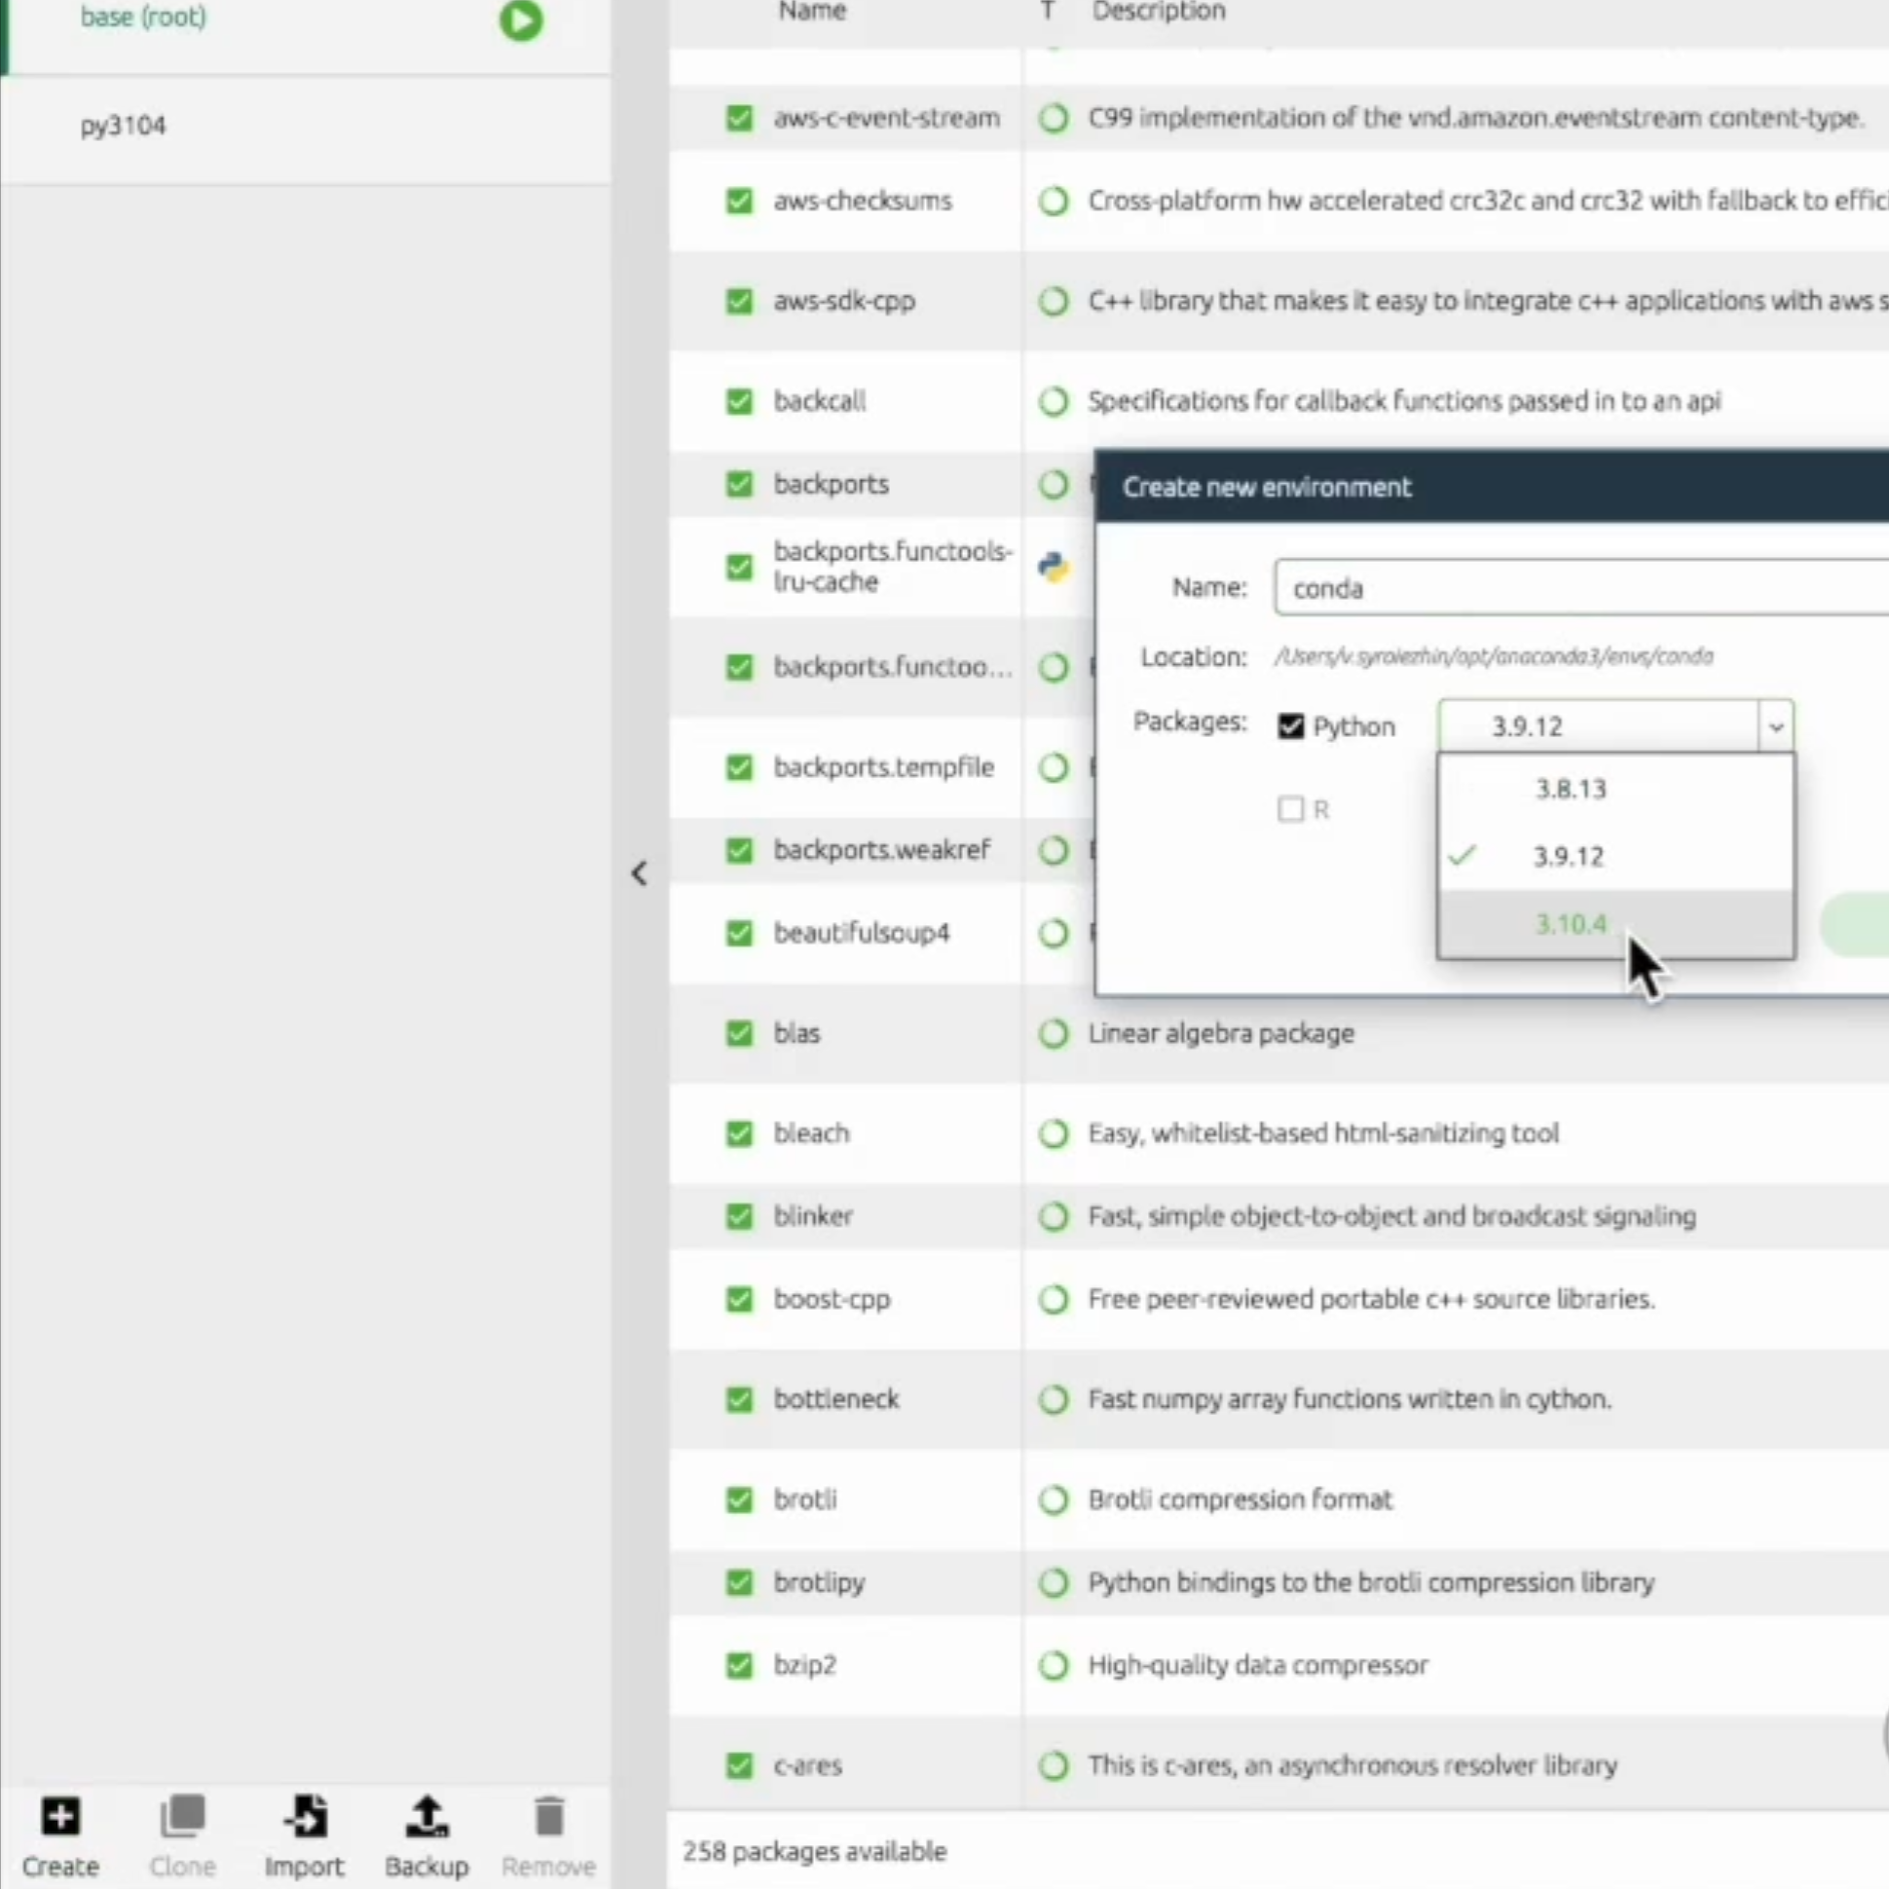 base (root)
py3104
Name T Description
aws-c-event-stream C99 implementation of the vnd.amazon.eventstream content-type.
aws-checksums Cross-platform hw accelerated crc32c and crc32 with fallback to
aws-sdk-cpp C++ library that makes it easy to integrate c++ applications with aws s
backcall Specifications for callback functions passed in to an api
backports
backports.functools-
lru-cache
backports.functoo...
backports.tempfile
backports.weakref
beautifulsoup4
Create new environment
Name: conda
Location: /Users/v.syrolezhin/opt/anaconda3/envs/conda
Packages: Python 3.9.12
R
3.8.13
3.9.12
3.10.4
blas Linear algebra package
bleach Easy, whitelist-based html-sanitizing tool
blinker Fast, simple object-to-object and broadcast signaling
boost-cpp Free peer-reviewed portable c++ source libraries.
bottleneck Fast numpy array functions written in cython.
brotli Brotli compression format
brotlipy Python bindings to the brotli compression library
bzip2 High-quality data compressor
c-ares This is c-ares, an asynchronous resolver library
Create Clone Import Backup Remove
258 packages available